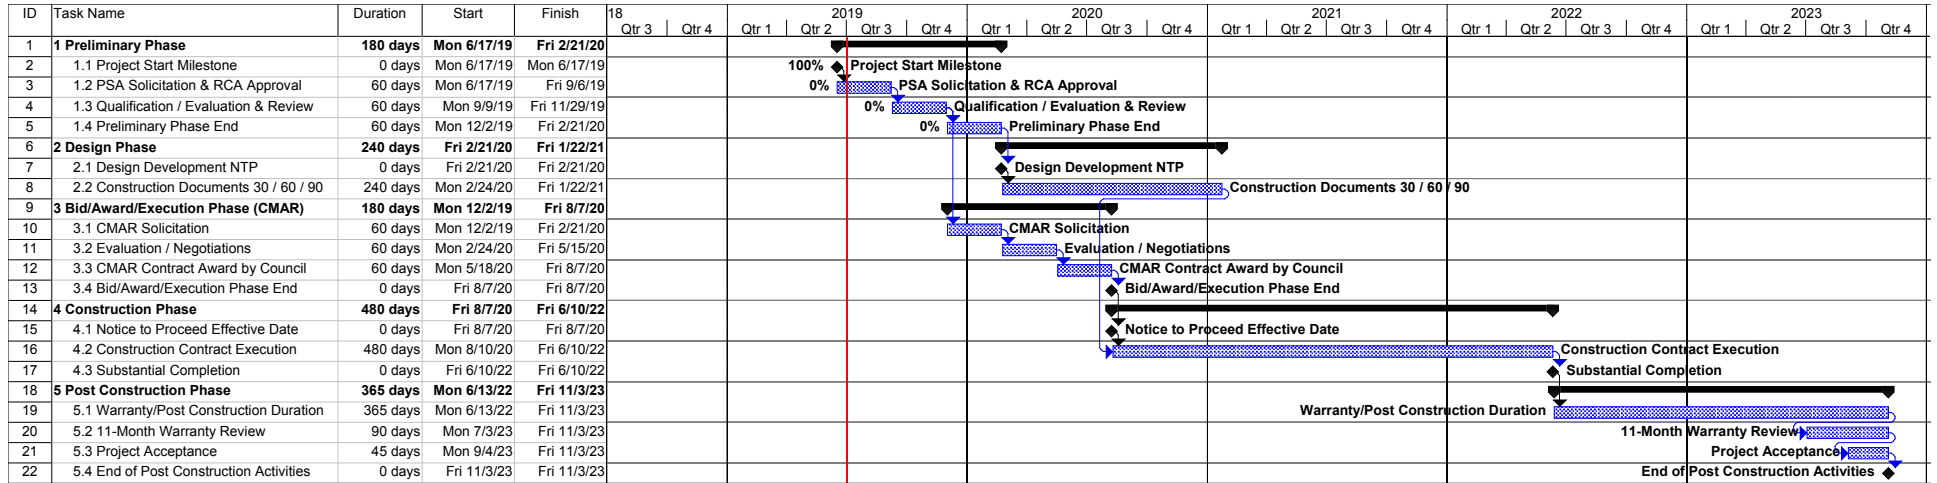 ID Task Name Duration Start Finish 18 2019 2020 2021 2022 2023
Qtr 3 Qtr 4 Qtr 1 Qtr 2 Qtr 3 Qtr 4 Qtr 1 Qtr 2 Qtr 3 Qtr 4 Qtr 1 Qtr 2 Qtr 3 Qtr 4 Qtr 1 Qtr 2 Qtr 3 Qtr 4 Qtr 1 Qtr 2 Qtr 3 Qtr 4
1 1 Preliminary Phase 180 days Mon 6/17/19 Fri 2/21/20
2 1.1 Project Start Milestone 0 days Mon 6/17/19 Mon 6/17/19 100% Project Start Milestone
3 1.2 PSA Solicitation & RCA Approval 60 days Mon 6/17/19 Fri 9/6/19 0% PSA Solicitation & RCA Approval
4 1.3 Qualification / Evaluation & Review 60 days Mon 9/9/19 Fri 11/29/19 0% Qualification / Evaluation & Review
5 1.4 Preliminary Phase End 60 days Mon 12/2/19 Fri 2/21/20 0% Preliminary Phase End
6 2 Design Phase 240 days Fri 2/21/20 Fri 1/22/21
7 2.1 Design Development NTP 0 days Fri 2/21/20 Fri 2/21/20 Design Development NTP
8 2.2 Construction Documents 30 / 60 / 90 240 days Mon 2/24/20 Fri 1/22/21 Construction Documents 30 / 60 / 90
9 3 Bid/Award/Execution Phase (CMAR) 180 days Mon 12/2/19 Fri 8/7/20
10 3.1 CMAR Solicitation 60 days Mon 12/2/19 Fri 2/21/20 CMAR Solicitation
11 3.2 Evaluation / Negotiations 60 days Mon 2/24/20 Fri 5/15/20 Evaluation / Negotiations
12 3.3 CMAR Contract Award by Council 60 days Mon 5/18/20 Fri 8/7/20 CMAR Contract Award by Council
13 3.4 Bid/Award/Execution Phase End 0 days Fri 8/7/20 Fri 8/7/20 Bid/Award/Execution Phase End
14 4 Construction Phase 480 days Fri 8/7/20 Fri 6/10/22
15 4.1 Notice to Proceed Effective Date 0 days Fri 8/7/20 Fri 8/7/20 Notice to Proceed Effective Date
16 4.2 Construction Contract Execution 480 days Mon 8/10/20 Fri 6/10/22 Construction Contract Execution
17 4.3 Substantial Completion 0 days Fri 6/10/22 Fri 6/10/22 Substantial Completion
18 5 Post Construction Phase 365 days Mon 6/13/22 Fri 11/3/23
19 5.1 Warranty/Post Construction Duration 365 days Mon 6/13/22 Fri 11/3/23 Warranty/Post Construction Duration
20 5.2 11-Month Warranty Review 90 days Mon 7/3/23 Fri 11/3/23 11-Month Warranty Review
21 5.3 Project Acceptance 45 days Mon 9/4/23 Fri 11/3/23 Project Acceptance
22 5.4 End of Post Construction Activities 0 days Fri 11/3/23 Fri 11/3/23 End of Post Construction Activities